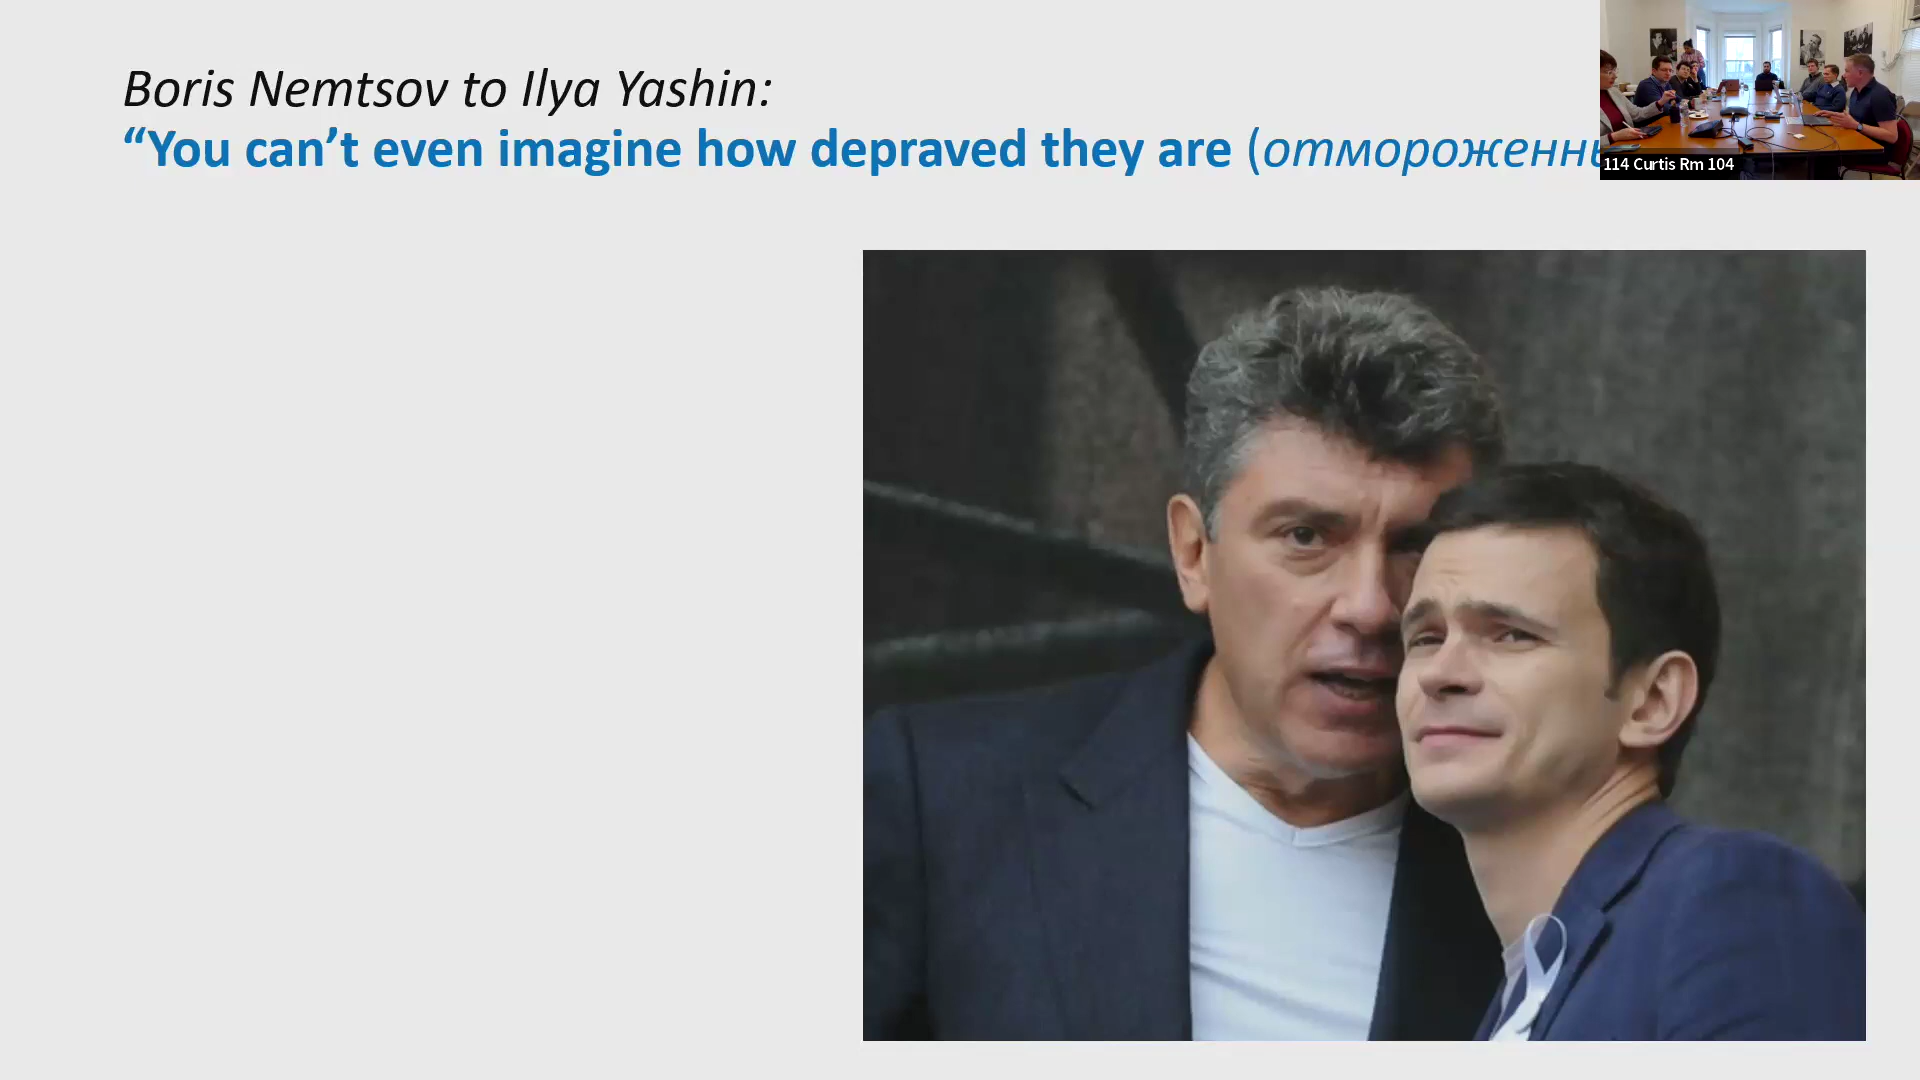 Boris Nemtsov to Ilya Yashin:
“You can’t even imagine how depraved they are (отмороженн
114 Curtis Rm 104